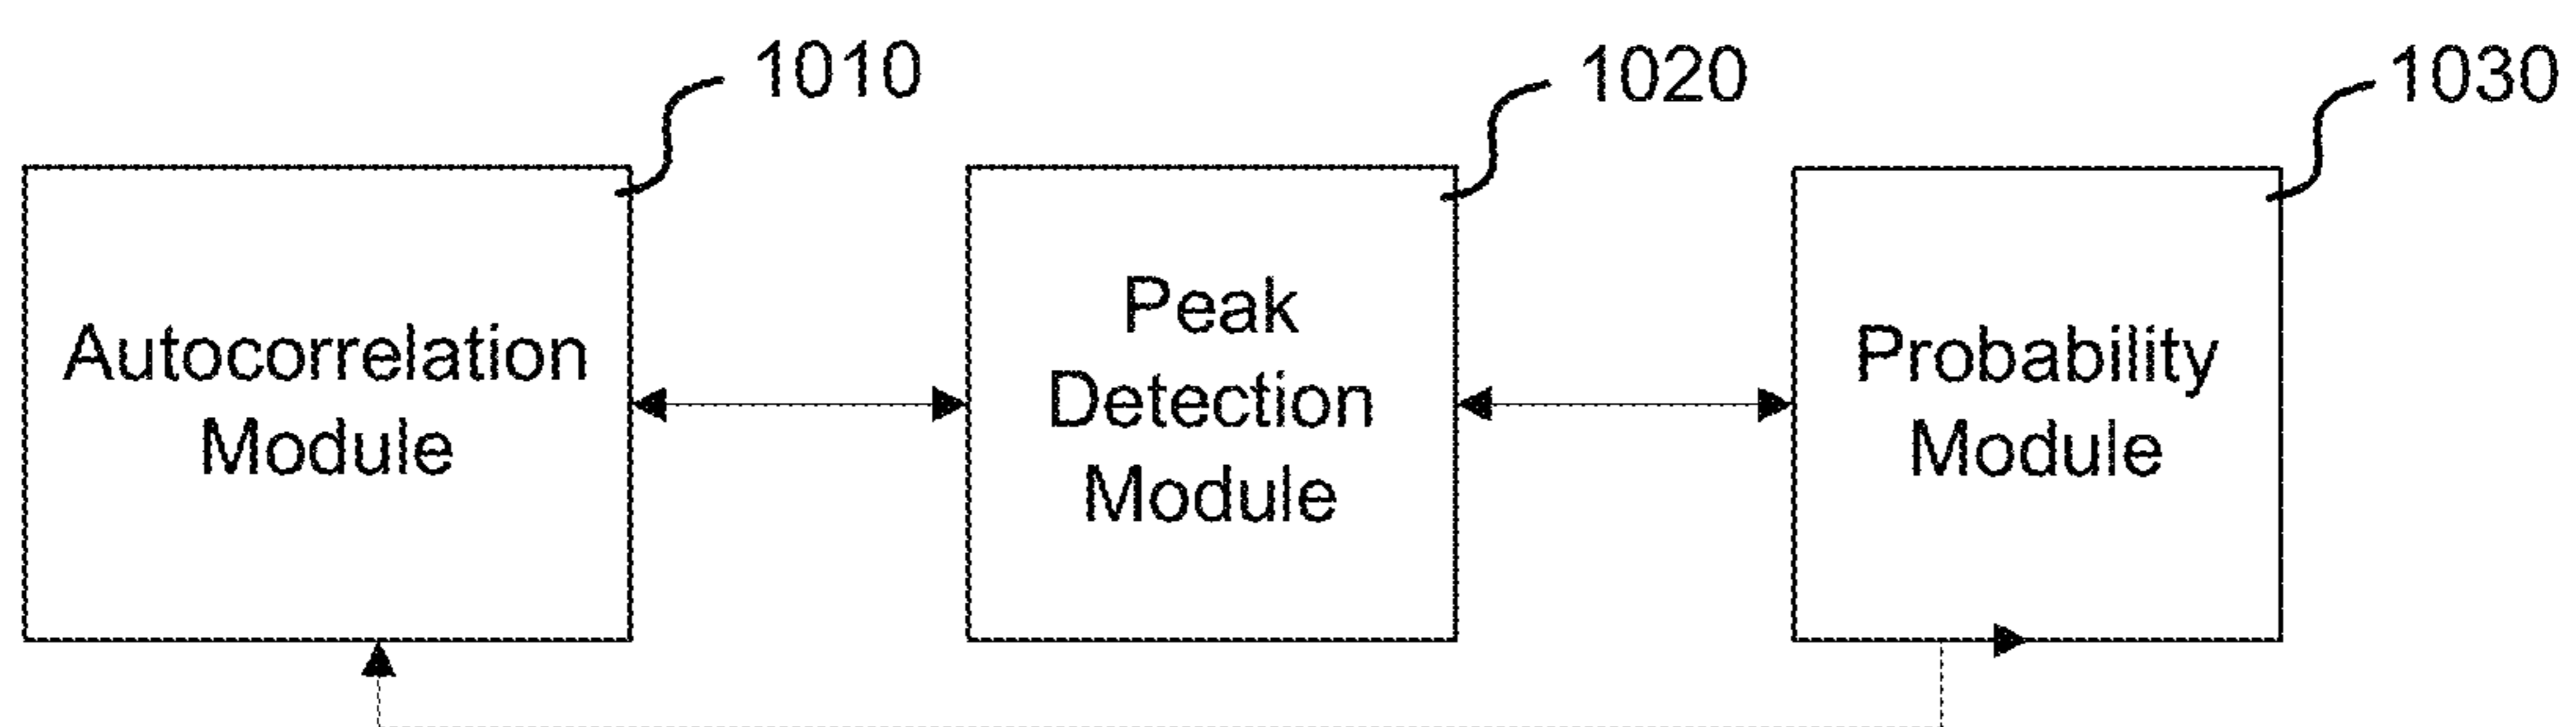 1010
1020
1030
Autocorrelation
Module
Peak
Detection
Module
Probability
Module